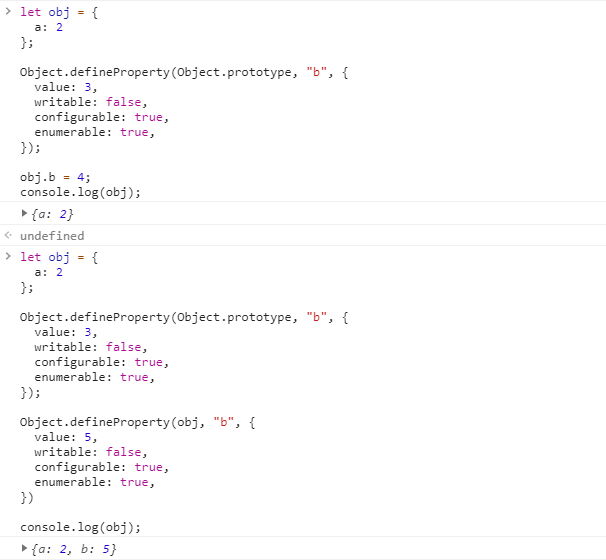 let obj = {
  a: 2
};

Object.defineProperty(Object.prototype, "b", {
  value: 3,
  writable: false,
  configurable: true,
  enumerable: true,
});

obj.b = 4;
console.log(obj);
{a: 2}
undefined
let obj = {
  a: 2
};

Object.defineProperty(Object.prototype, "b", {
  value: 3,
  writable: false,
  configurable: true,
  enumerable: true,
});

Object.defineProperty(obj, "b", {
  value: 5,
  writable: false,
  configurable: true,
  enumerable: true,
})

console.log(obj);
{a: 2, b: 5}